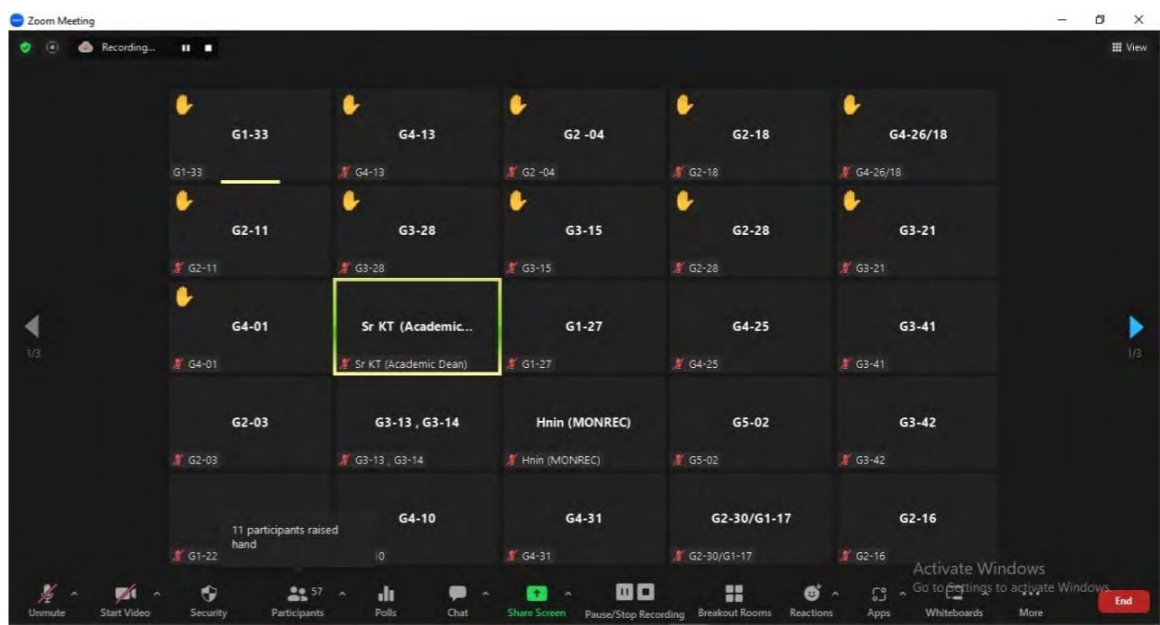 Zoom Meeting
Recording...
View
G1-33
G4-13
G2 -04
G2-18
G4-26/18
G1-33
G4-13
G2 -04
G2-18
G4-26/18
G2-11
G3-28
G3-15
G2-28
G3-21
G2-11
G3-28
G3-15
G2-28
G3-21
G4-01
Sr KT (Academic...
G1-27
G4-25
G3-41
G4-01
Sr KT (Academic Dean)
G1-27
G4-25
G3-41
1/3
1/3
G2-03
G3-13 , G3-14
Hnin (MONREC)
G5-02
G3-42
G2-03
G3-13 , G3-14
Hnin (MONREC)
G5-02
G3-42
G4-10
G4-31
G2-30/G1-17
G2-16
11 participants raised
hand
G1-22
0
G4-31
G2-30/G1-17
G2-16
Activate Windows
Go to Settings to activate Windows.
57
Unmute
Start Video
Security
Participants
Polls
Chat
Share Screen
Pause/Stop Recording
Breakout Rooms
Reactions
Apps
Whiteboards
More
End